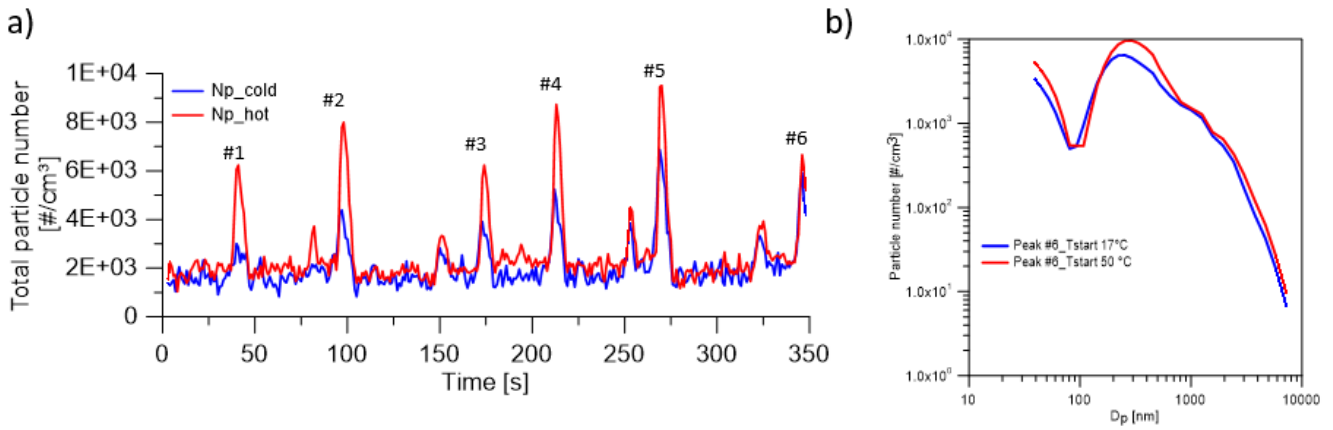 a)
Total particle number
[#/cm³]
1E+04
8E+03
6E+03
4E+03
2E+03
0
Np_cold
Np_hot
#1
#2
#3
#4
#5
#6
0
50
100
150
200
250
300
350
Time [s]
b)
Particle number [#/cm³]
1.0x10⁴
1.0x10³
1.0x10²
1.0x10¹
1.0x10⁰
Peak #6_Tstart 17°C
Peak #6_Tstart 50 °C
10
100
1000
10000
Dp [nm]